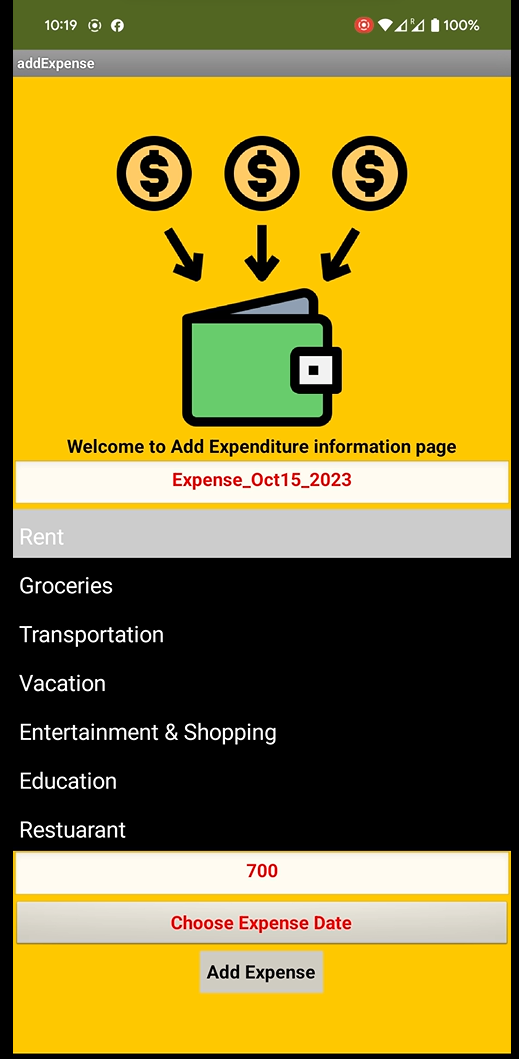 10:19 100%
addExpense
$ $ $
Welcome to Add Expenditure information page
Expense_Oct15_2023
Rent
Groceries
Transportation
Vacation
Entertainment & Shopping
Education
Restuarant
700
Choose Expense Date
Add Expense